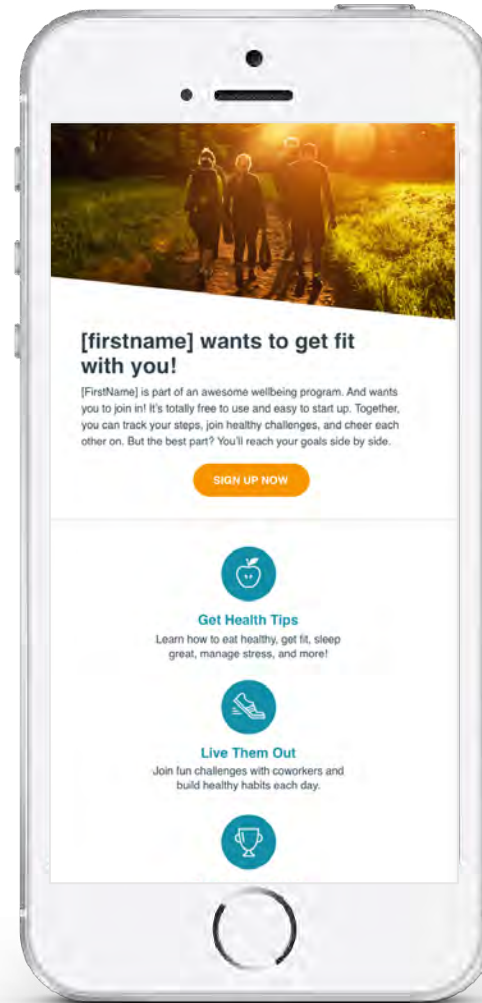 [firstname] wants to get fit
with you!
[FirstName] is part of an awesome wellbeing program. And wants
you to join in! It's totally free to use and easy to start up. Together,
you can track your steps, join healthy challenges, and cheer each
other on. But the best part? You'll reach your goals side by side.
SIGN UP NOW
Get Health Tips
Learn how to eat healthy, get fit, sleep
great, manage stress, and more!
Live Them Out
Join fun challenges with coworkers and
build healthy habits each day.